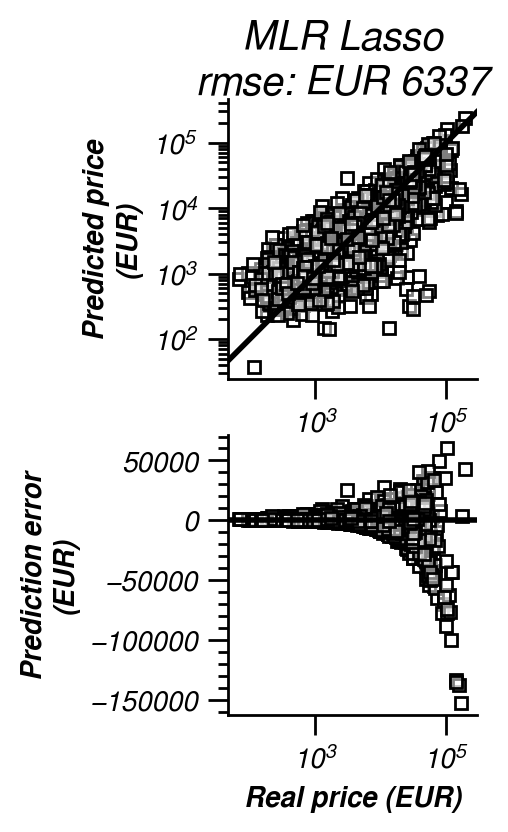 MLR Lasso
rmse: EUR 6337
Predicted price
(EUR)
10^5
10^4
10^3
10^2
10^3 10^5
Prediction error
(EUR)
50000
0
−50000
−100000
−150000
10^3 10^5
Real price (EUR)